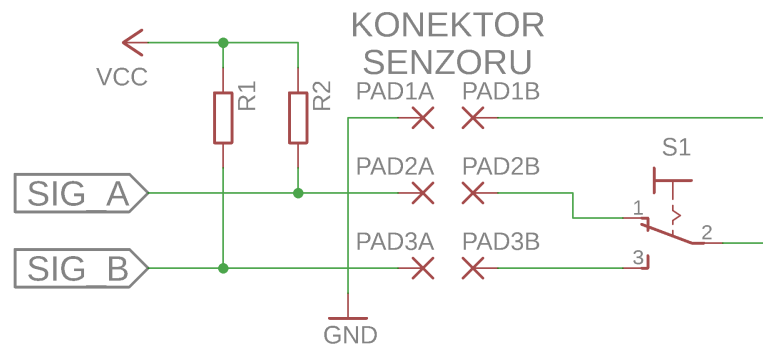 KONEKTOR
SENZORU
VCC
R1
R2
PAD1A
PAD1B
S1
SIG_A
PAD2A
PAD2B
1
2
SIG_B
PAD3A
PAD3B
3
GND